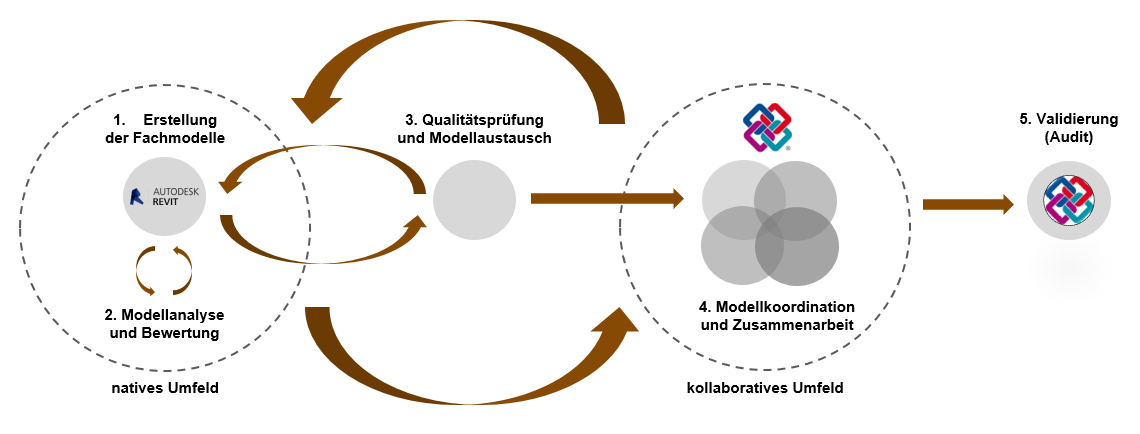 1. Erstellung
der Fachmodelle
AUTODESK
REVIT
2. Modellanalyse
und Bewertung
natives Umfeld
3. Qualitätsprüfung
und Modellaustausch
®
4. Modellkoordination
und Zusammenarbeit
kollaboratives Umfeld
5. Validierung
(Audit)